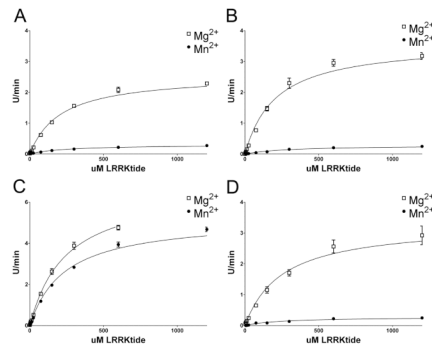 A
□ Mg2+
• Mn2+
U/min
4
3
2
1
0
0
500
1000
uM LRRKtide
B
□ Mg2+
• Mn2+
U/min
4
3
2
1
0
0
500
1000
uM LRRKtide
C
□ Mg2+
• Mn2+
U/min
6
4
2
0
0
500
1000
uM LRRKtide
D
□ Mg2+
• Mn2+
U/min
4
3
2
1
0
0
500
1000
uM LRRKtide